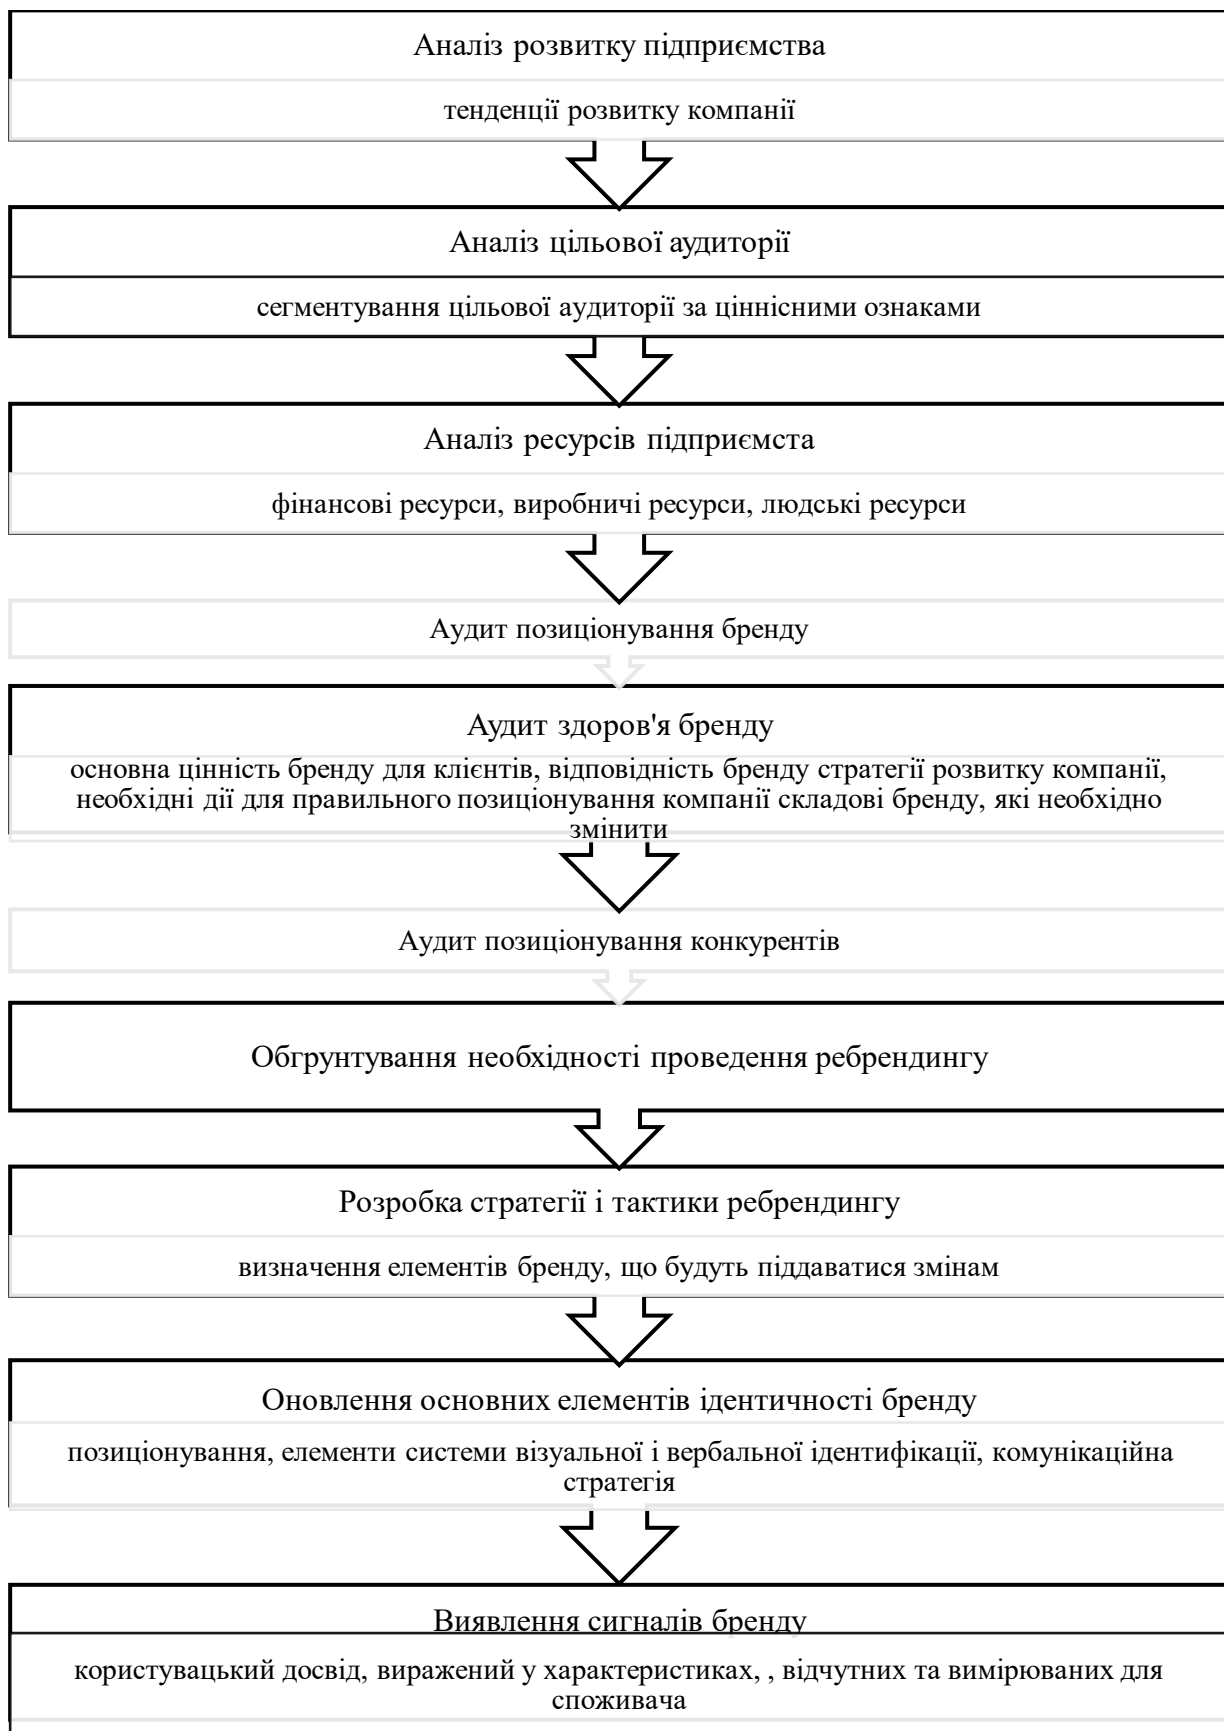 Аналіз розвитку підприємства
тенденції розвитку компанії
Аналіз цільової аудиторії
сегментування цільової аудиторії за ціннісними ознаками
Аналіз ресурсів підприємста
фінансові ресурси, виробничі ресурси, людські ресурси
Аудит позиціонування бренду
Аудит здоров'я бренду
основна цінність бренду для клієнтів, відповідність бренду стратегії розвитку компанії,
необхідні дії для правильного позиціонування компанії складові бренду, які необхідно
змінити
Аудит позиціонування конкурентів
Обгрунтування необхідності проведення ребрендингу
Розробка стратегії і тактики ребрендингу
визначення елементів бренду, що будуть піддаватися змінам
Оновлення основних елементів ідентичності бренду
позиціонування, елементи системи візуальної і вербальної ідентифікації, комунікаційна
стратегія
Виявлення сигналів бренду
користувацький досвід, виражений у характеристиках, , відчутних та вимірюваних для
споживача